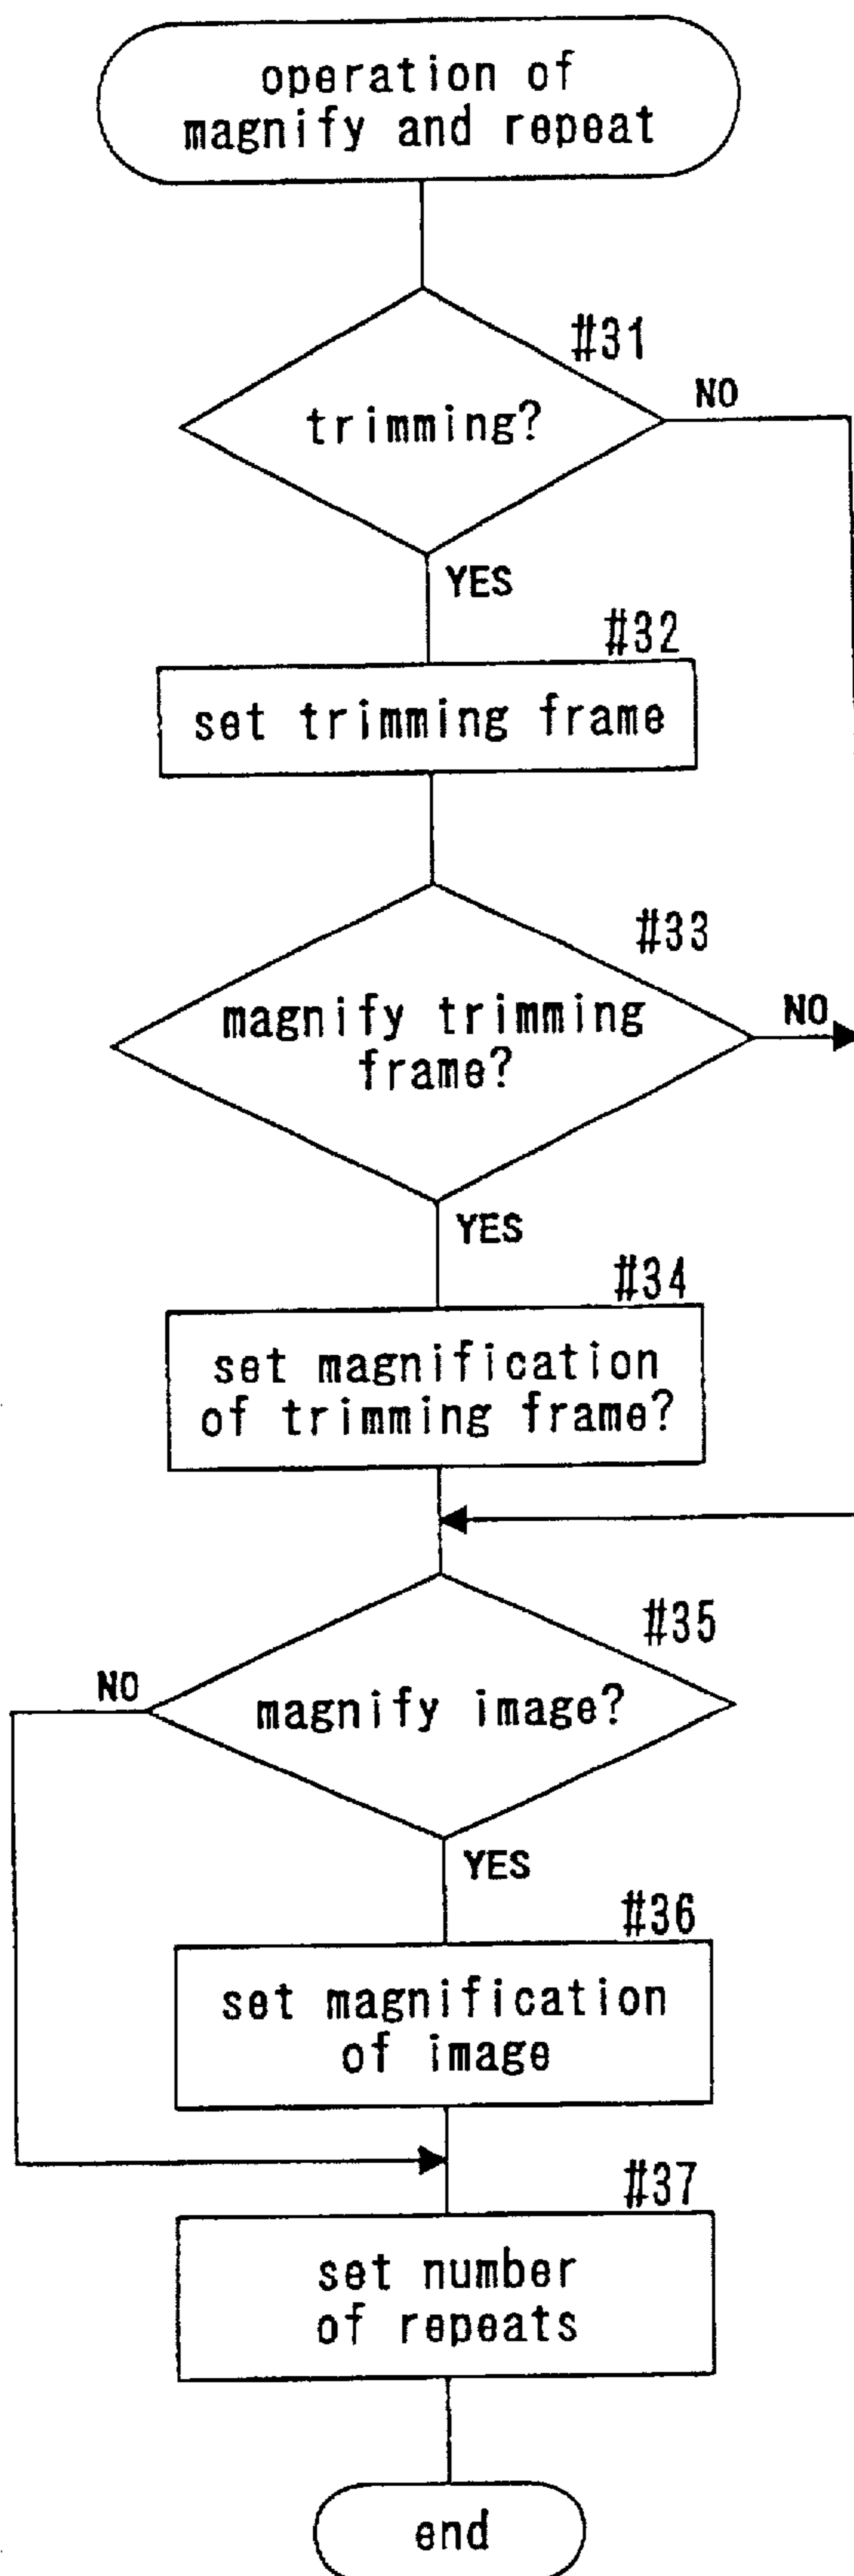 operation of
magnify and repeat
#31
trimming?
NO
YES
#32
set trimming frame
#33
magnify trimming
frame?
NO
YES
#34
set magnification
of trimming frame?
#35
NO
magnify image?
YES
#36
set magnification
of image
#37
set number
of repeats
end